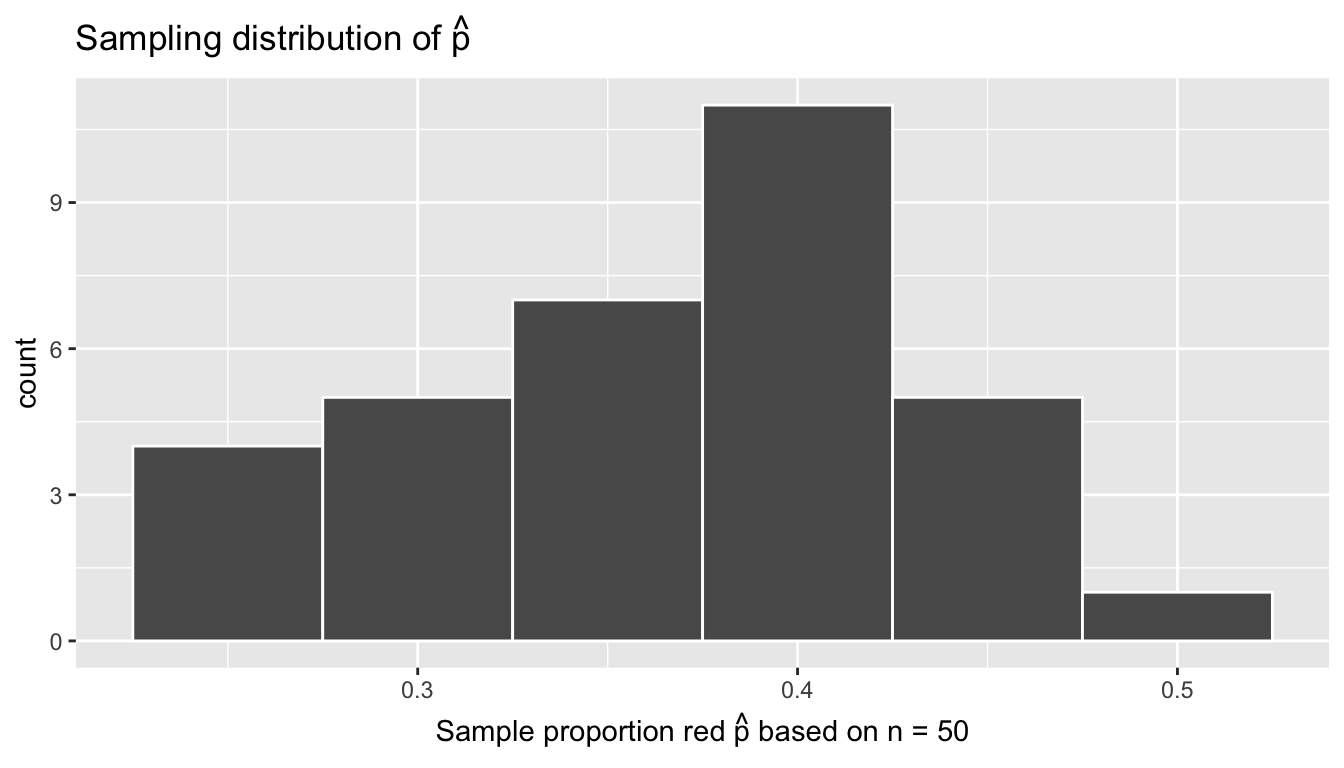 Sampling distribution of p̂
count
9
6
3
0
0.3 0.4 0.5
Sample proportion red p̂ based on n = 50